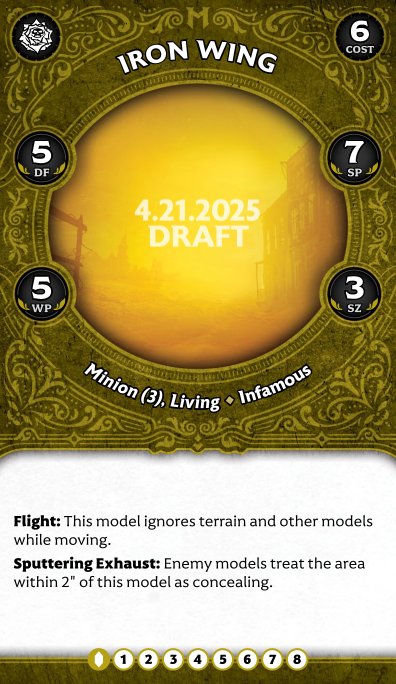 IRON WING
6
COST
5
DF
7
SP
4.21.2025
DRAFT
5
WP
3
SZ
Minion (3), Living ◆ Infamous
Flight: This model ignores terrain and other models
while moving.
Sputtering Exhaust: Enemy models treat the area
within 2" of this model as concealing.
1 2 3 4 5 6 7 8